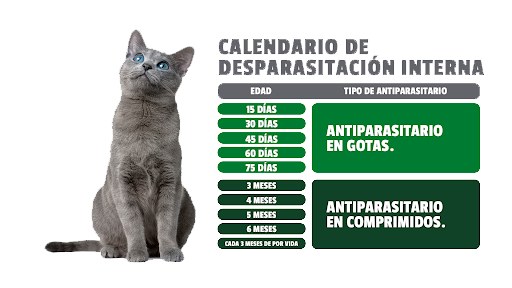 CALENDARIO DE
DESPARASITACIÓN INTERNA
EDAD TIPO DE ANTIPARASITARIO
15 DÍAS
30 DÍAS
45 DÍAS
60 DÍAS
75 DÍAS
ANTIPARASITARIO
EN GOTAS.
3 MESES
4 MESES
5 MESES
6 MESES
CADA 3 MESES DE POR VIDA
ANTIPARASITARIO
EN COMPRIMIDOS.